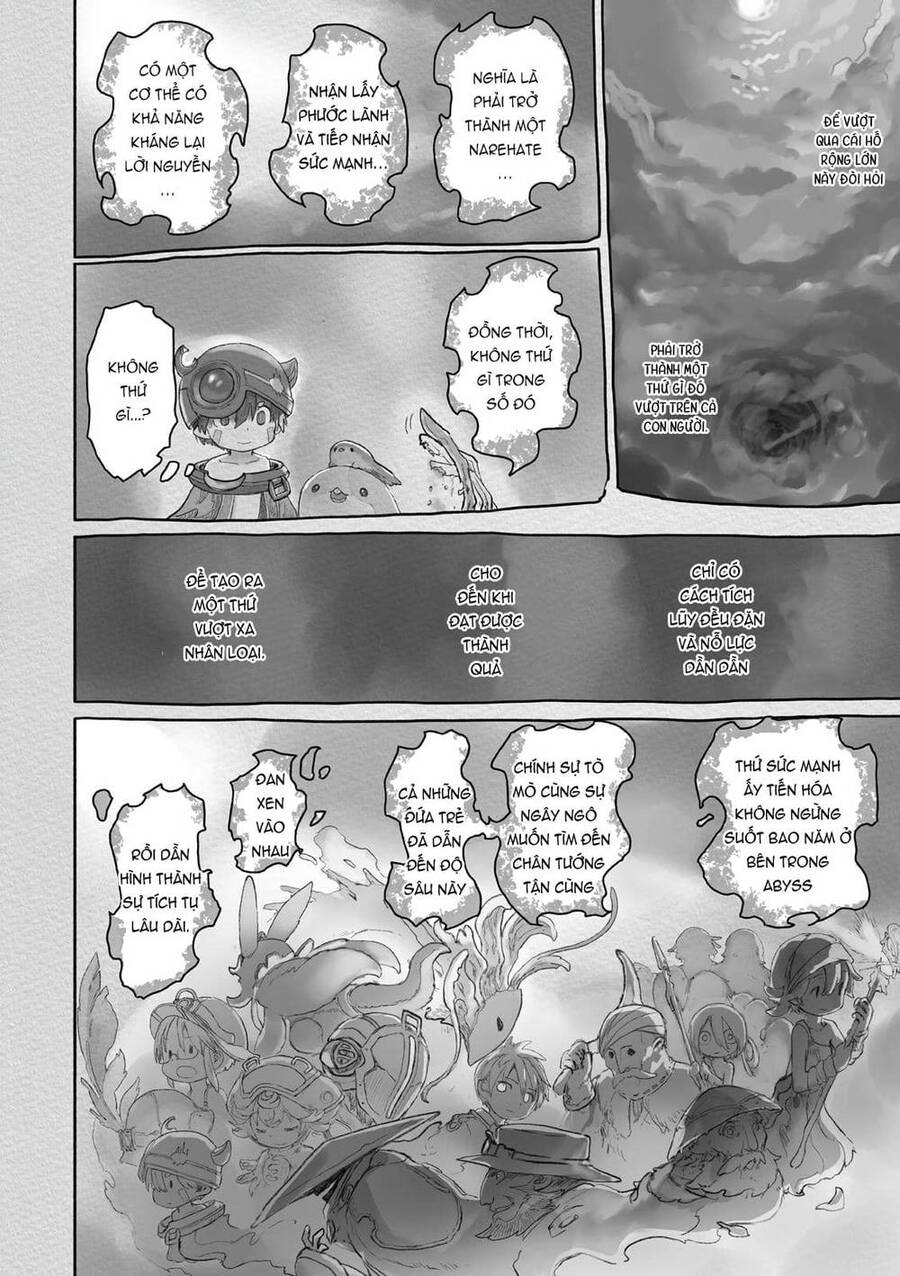 ĐỂ VƯỢT
QUA CÁI HỐ
RỘNG LỚN
NÀY ĐÒI HỎI
PHẢI TRỞ
THÀNH MỘT
THỨ GÌ ĐÓ
VƯỢT TRÊN CẢ
CON NGƯỜI.
NGHĨA LÀ
PHẢI TRỞ
THÀNH MỘT
NAREHATE
...
NHẬN LẤY
PHƯỚC LÀNH
VÀ TIẾP NHẬN
SỨC MẠNH...
CÓ MỘT
CƠ THỂ CÓ
KHẢ NĂNG
KHÁNG LẠI
LỜI NGUYỀN
...
ĐỒNG THỜI,
KHÔNG THỨ
GÌ TRONG
SỐ ĐÓ
KHÔNG
THỨ
GÌ...?
CHỈ CÓ
CÁCH TÍCH
LŨY ĐỀU ĐẶN
VÀ NỖ LỰC
DẦN DẦN
CHO
ĐẾN KHI
ĐẠT ĐƯỢC
THÀNH
QUẢ
ĐỂ TẠO RA
MỘT THỨ
VƯỢT XA
NHÂN LOẠI.
THỨ SỨC MẠNH
ẤY TIẾN HÓA
KHÔNG NGỪNG
SUỐT BAO NĂM Ở
BÊN TRONG
ABYSS
CHÍNH SỰ TÒ
MÒ CÙNG SỰ
NGÂY NGÔ
MUỐN TÌM ĐẾN
CHÂN TƯỚNG
TẬN CÙNG
CẢ NHỮNG
ĐỨA TRẺ
ĐÃ DẪN
ĐẾN ĐỘ
SÂU NÀY
ĐAN
XEN
VÀO
NHAU
RỒI DẪN
HÌNH THÀNH
SỰ TÍCH TỤ
LÂU DÀI.